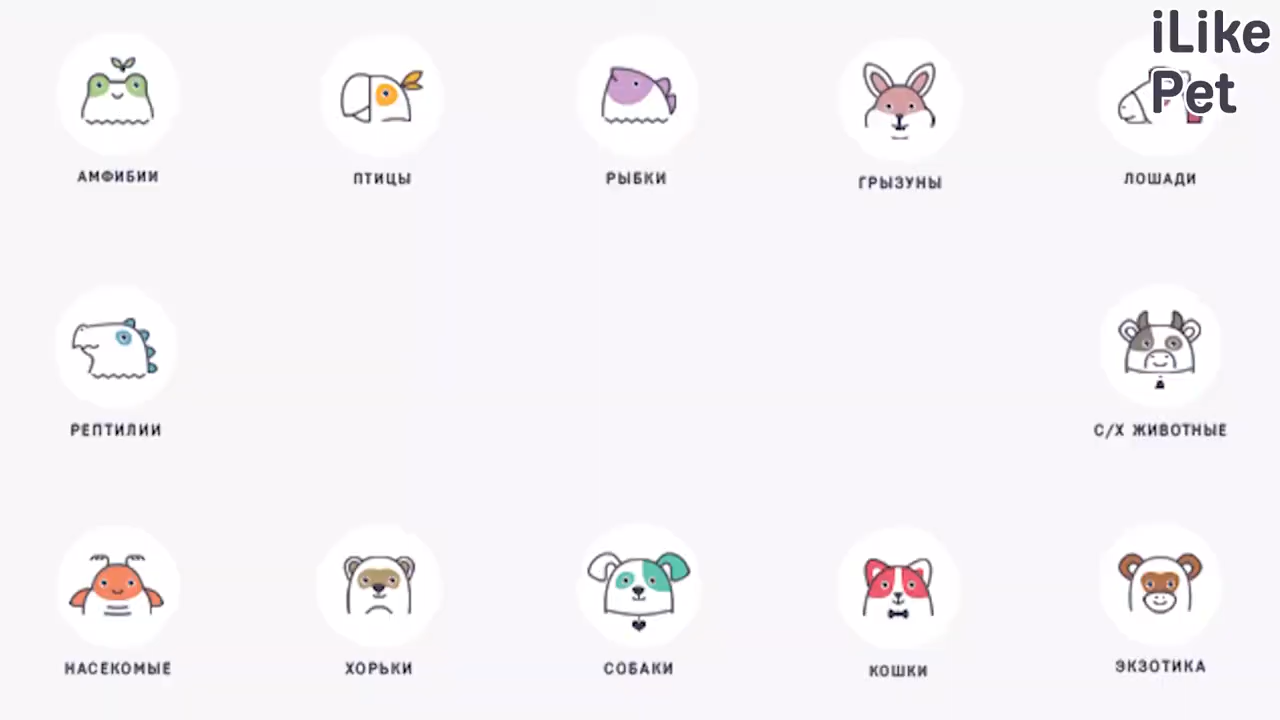 iLike
Pet
АМФИБИИ
ПТИЦЫ
РЫБКИ
ГРЫЗУНЫ
ЛОШАДИ
РЕПТИЛИИ
С/Х ЖИВОТНЫЕ
НАСЕКОМЫЕ
ХОРЬКИ
СОБАКИ
КОШКИ
ЭКЗОТИКА